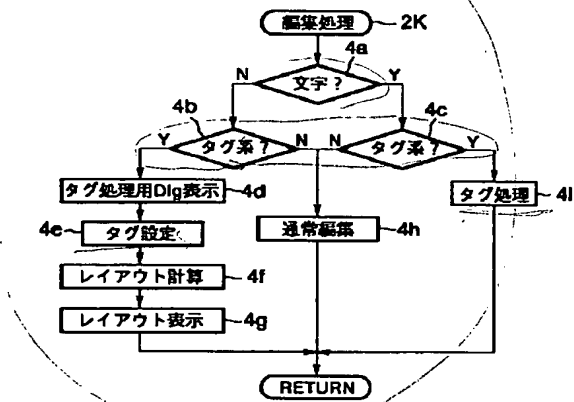 編集処理 2K
文字? 4a
N Y
4b タグ系? Y N
4c タグ系? N Y
タグ処理用Dlg表示 4d
タグ処理 4i
4e タグ設定
通常編集 4h
レイアウト計算 4f
レイアウト表示 4g
RETURN